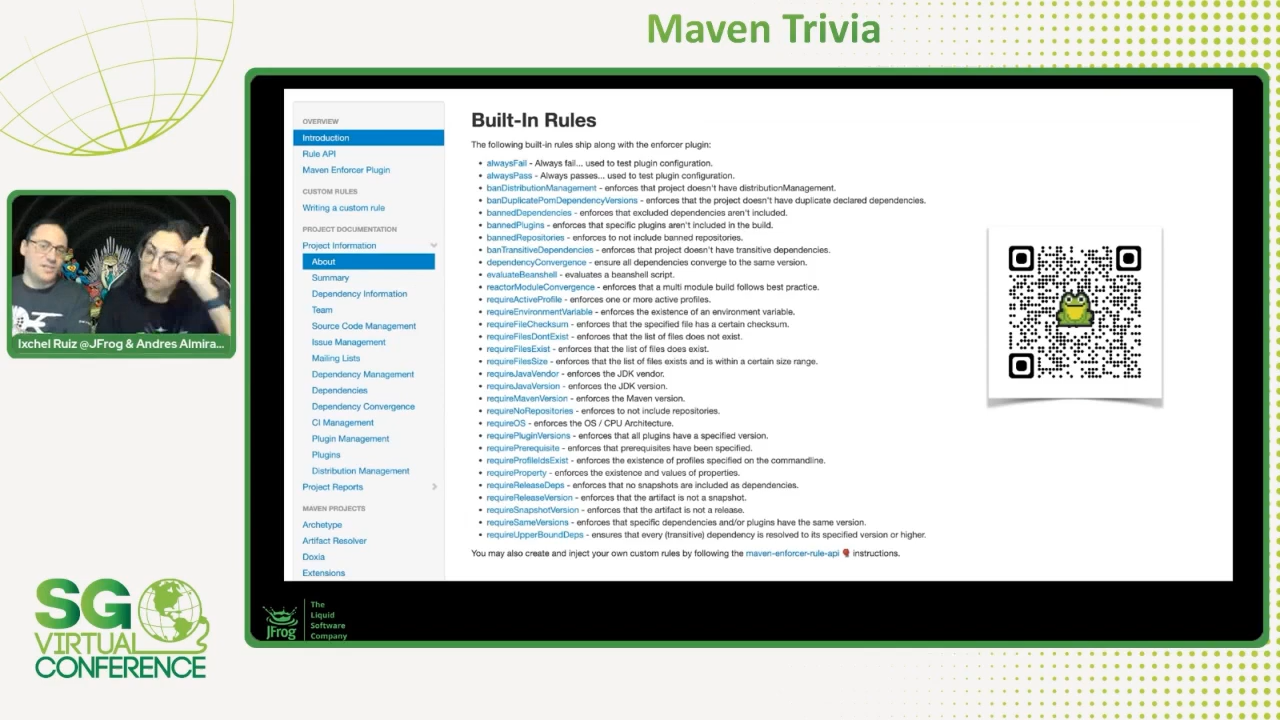 Maven Trivia
OVERVIEW
Introduction
Rule API
Maven Enforcer Plugin
CUSTOM RULES
Writing a custom rule
PROJECT DOCUMENTATION
Project Information
About
Summary
Dependency Information
Team
Source Code Management
Issue Management
Mailing Lists
Dependency Management
Dependencies
Dependency Convergence
CI Management
Plugin Management
Plugins
Distribution Management
Project Reports
MAVEN PROJECTS
Archetype
Artifact Resolver
Doxia
Extensions
Built-In Rules
The following built-in rules ship along with the enforcer plugin:
• alwaysFail - Always fail... used to test plugin configuration.
• alwaysPass - Always passes... used to test plugin configuration.
• banDistributionManagement - enforces that project doesn't have distributionManagement.
• banDuplicatePomDependencyVersions - enforces that the project doesn't have duplicate declared dependencies.
• bannedDependencies - enforces that excluded dependencies aren't included.
• bannedPlugins - enforces that specific plugins aren't included in the build.
• bannedRepositories - enforces to not include banned repositories.
• banTransitiveDependencies - enforces that project doesn't have transitive dependencies.
• dependencyConvergence - ensure all dependencies converge to the same version.
• evaluateBeanshell - evaluates a beanshell script.
• reactorModuleConvergence - enforces that a multi module build follows best practice.
• requireActiveProfile - enforces one or more active profiles.
• requireEnvironmentVariable - enforces the existence of an environment variable.
• requireFileChecksum - enforces that the specified file has a certain checksum.
• requireFilesDontExist - enforces that the list of files does not exist.
• requireFilesExist - enforces that the list of files does exist.
• requireFilesSize - enforces that the list of files exists and is within a certain size range.
• requireJavaVendor - enforces the JDK vendor.
• requireJavaVersion - enforces the JDK version.
• requireMavenVersion - enforces the Maven version.
• requireNoRepositories - enforces to not include repositories.
• requireOS - enforces the OS / CPU Architecture.
• requirePluginVersions - enforces that all plugins have a specified version.
• requirePrerequisite - enforces that prerequisites have been specified.
• requireProfileIdsExist - enforces the existence of profiles specified on the commandline.
• requireProperty - enforces the existence and values of properties.
• requireReleaseDeps - enforces that no snapshots are included as dependencies.
• requireReleaseVersion - enforces that the artifact is not a snapshot.
• requireSnapshotVersion - enforces that the artifact is not a release.
• requireSameVersions - enforces that specific dependencies and/or plugins have the same version.
• requireUpperBoundDeps - ensures that every (transitive) dependency is resolved to its specified version or higher.
You may also create and inject your own custom rules by following the maven-enforcer-rule-api instructions.
Ixchel Ruiz @JFrog & Andres Almira...
SG
VIRTUAL
CONFERENCE
JFrog
The
Liquid
Software
Company